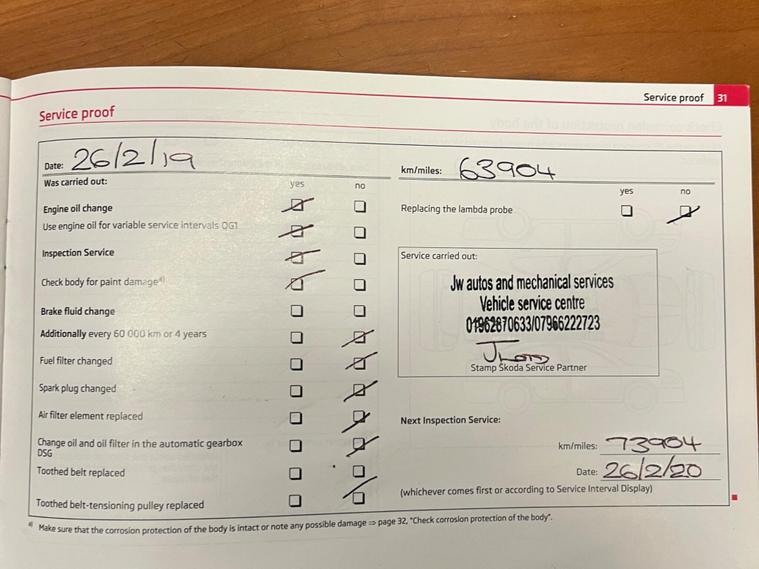 Service proof 31
Service proof
Date: 26/2/19
km/miles: 63904
Was carried out:
yes no
yes no
Engine oil change
Replacing the lambda probe
Use engine oil for variable service intervals QG1
Inspection Service
Service carried out:
Check body for paint damage⁴⁾
Jw autos and mechanical services
Vehicle service centre
01962870633/07966222723
Stamp Škoda Service Partner
Brake fluid change
Additionally every 60 000 km or 4 years
Fuel filter changed
Spark plug changed
Air filter element replaced
Next Inspection Service:
Change oil and oil filter in the automatic gearbox
DSG
km/miles: 73904
Toothed belt replaced
Date: 26/2/20
Toothed belt-tensioning pulley replaced
(whichever comes first or according to Service Interval Display)
⁴⁾ Make sure that the corrosion protection of the body is intact or note any possible damage ⇒ page 32, "Check corrosion protection of the body".